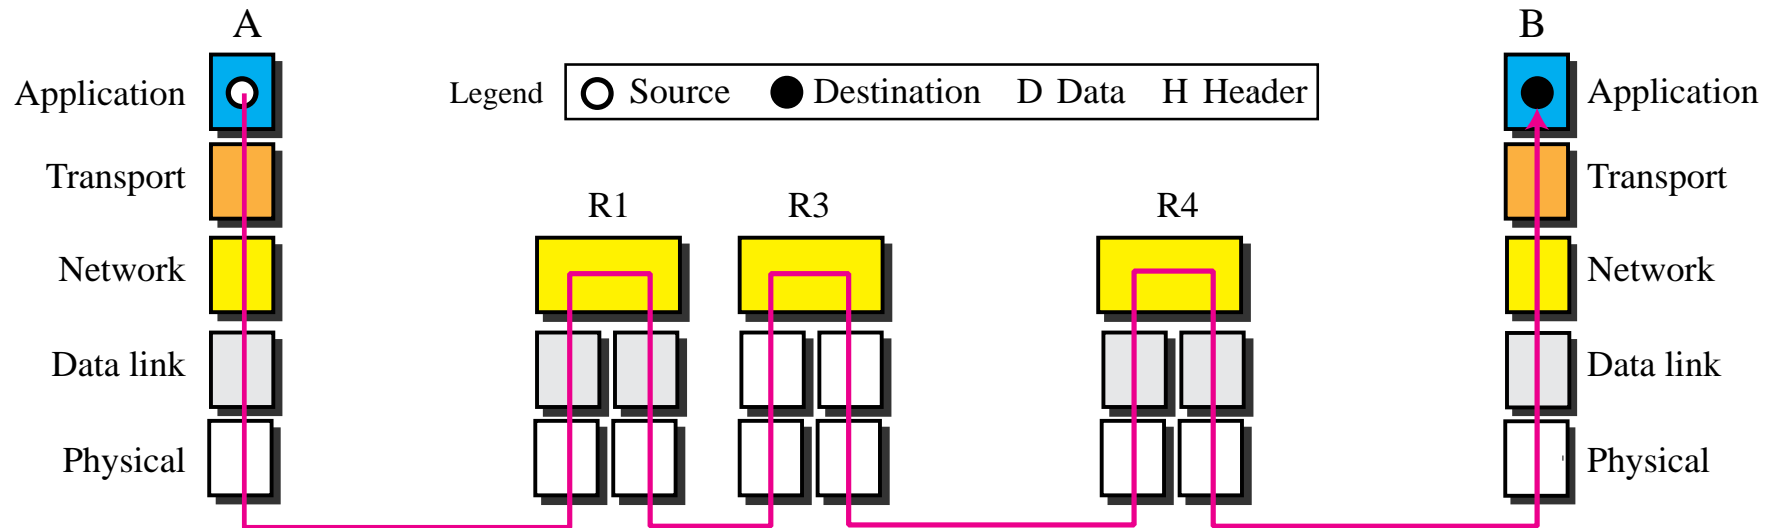 A B
Application Legend Source Destination D Data H Header Application
Transport Transport
R1 R3 R4
Network Network
Data link Data link
Physical Physical